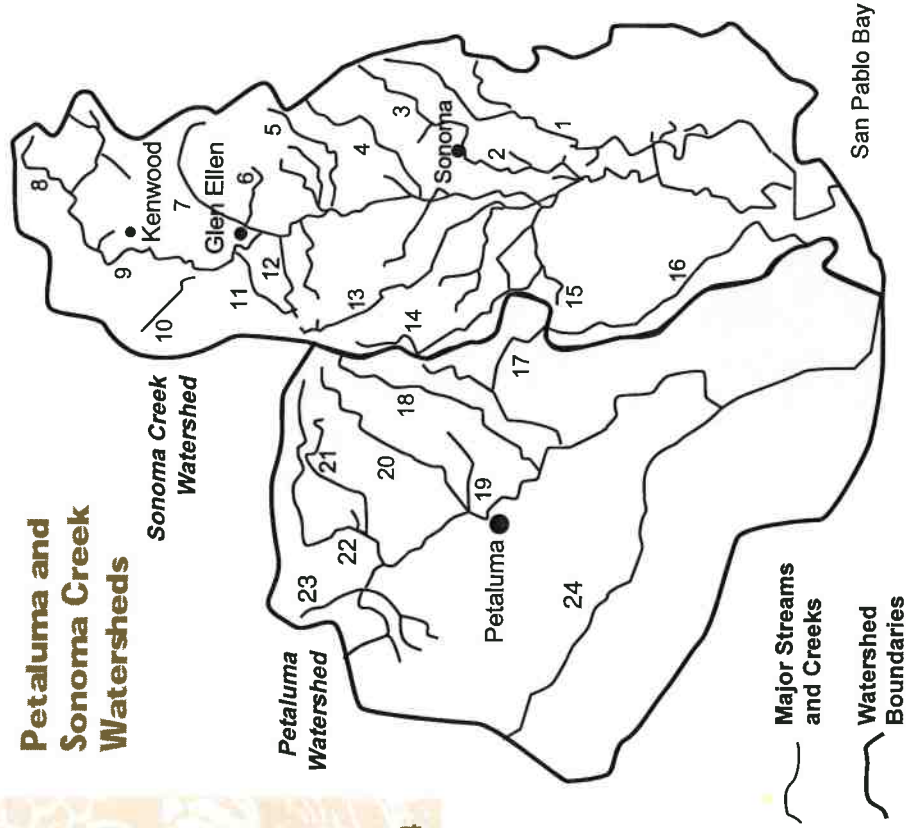 Petaluma and
Sonoma Creek
Watersheds
Sonoma Creek
Watershed
Petaluma
Watershed
8
9
Kenwood
7
10
Glen Ellen
6
5
11
12
4
3
13
Sonoma
2
1
14
15
16
17
18
19
20
21
22
23
24
Petaluma
San Pablo Bay
Major Streams
and Creeks
Watershed
Boundaries